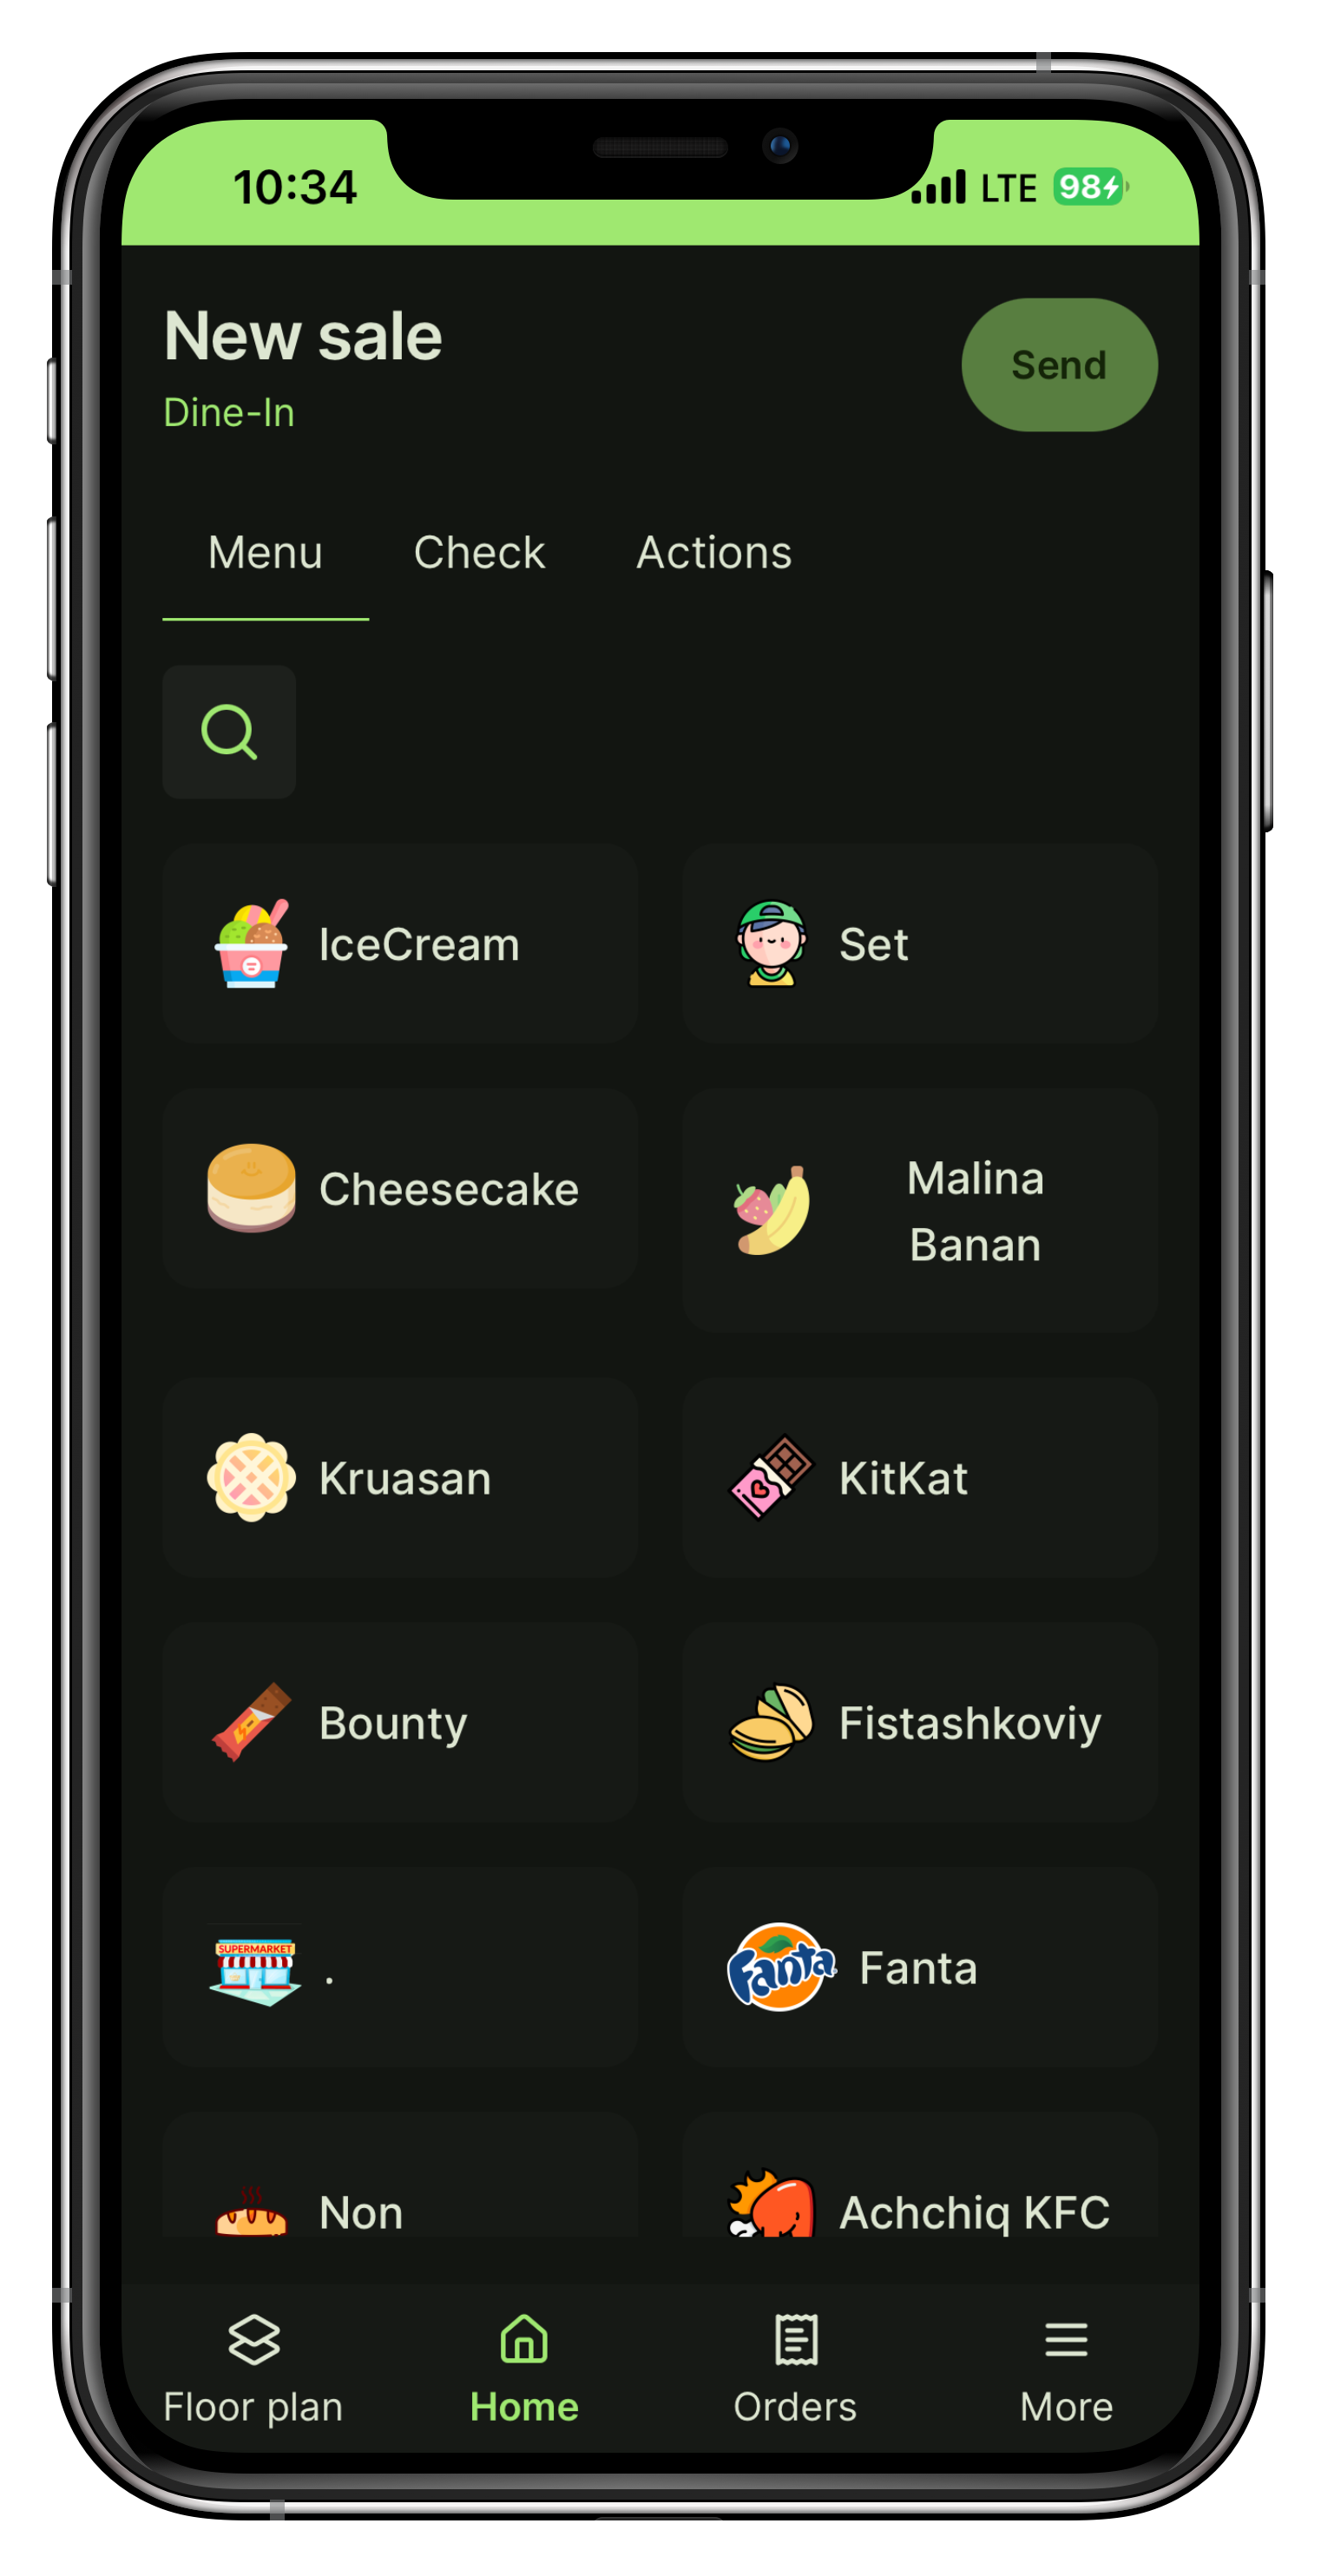 10:34 LTE 98
New sale
Send
Dine-In
Menu Check Actions
IceCream Set
Cheesecake
Malina
Banan
Kruasan KitKat
Bounty Fistashkoviy
SUPERMARKET . Fanta Fanta
Non Achchiq KFC
Floor plan Home Orders More